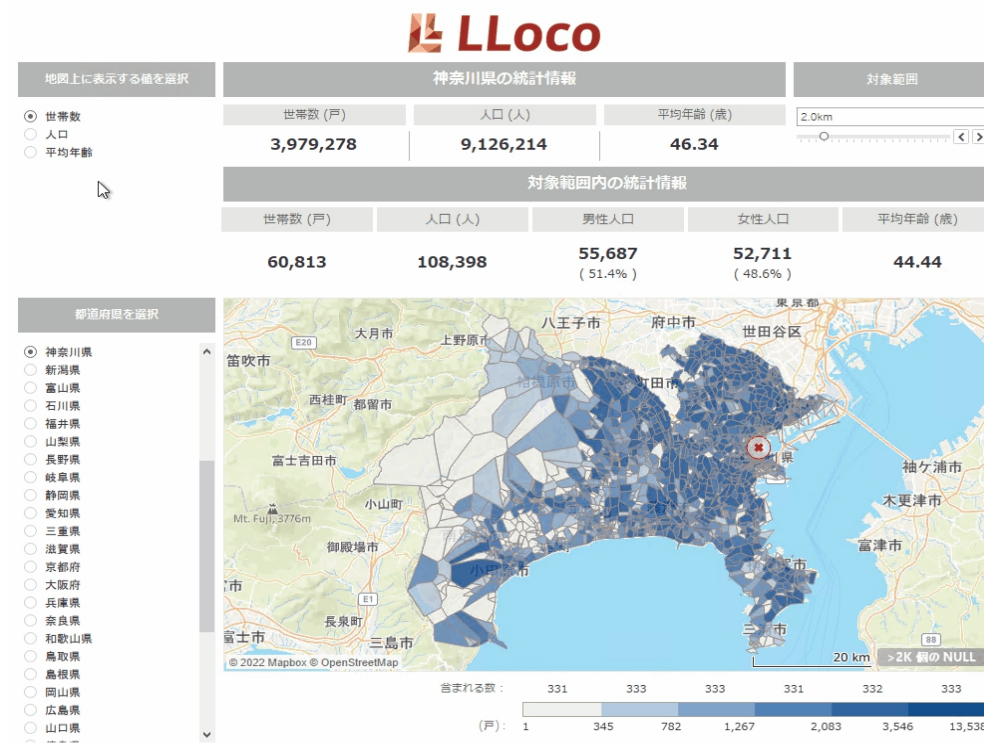 LLoco
地図上に表示する値を選択
神奈川県の統計情報
対象範囲
世帯数
人口
平均年齢
世帯数 (戸) 人口 (人) 平均年齢 (歳)
3,979,278 9,126,214 46.34
2.0km
対象範囲内の統計情報
世帯数 (戸) 人口 (人) 男性人口 女性人口 平均年齢 (歳)
60,813 108,398 55,687 52,711 44.44
( 51.4% ) ( 48.6% )
都道府県を選択
神奈川県
新潟県
富山県
石川県
福井県
山梨県
長野県
岐阜県
静岡県
愛知県
三重県
滋賀県
京都府
大阪府
兵庫県
奈良県
和歌山県
鳥取県
島根県
岡山県
広島県
山口県
東京都
八王子市
府中市
世田谷区
大月市
E20
上野原市
笛吹市
相模原市
町田市
西桂町
都留市
富士吉田市
県
袖ケ浦市
小山町
木更津市
Mt. Fuji, 3776m
御殿場市
富津市
小田原市
市
E1
長泉町
富士市
三島市
88
© 2022 Mapbox © OpenStreetMap
20 km
>2K 個の NULL
含まれる数 : 331 333 333 331 332 333
(戸) : 1 345 782 1,267 2,083 3,546 13,538